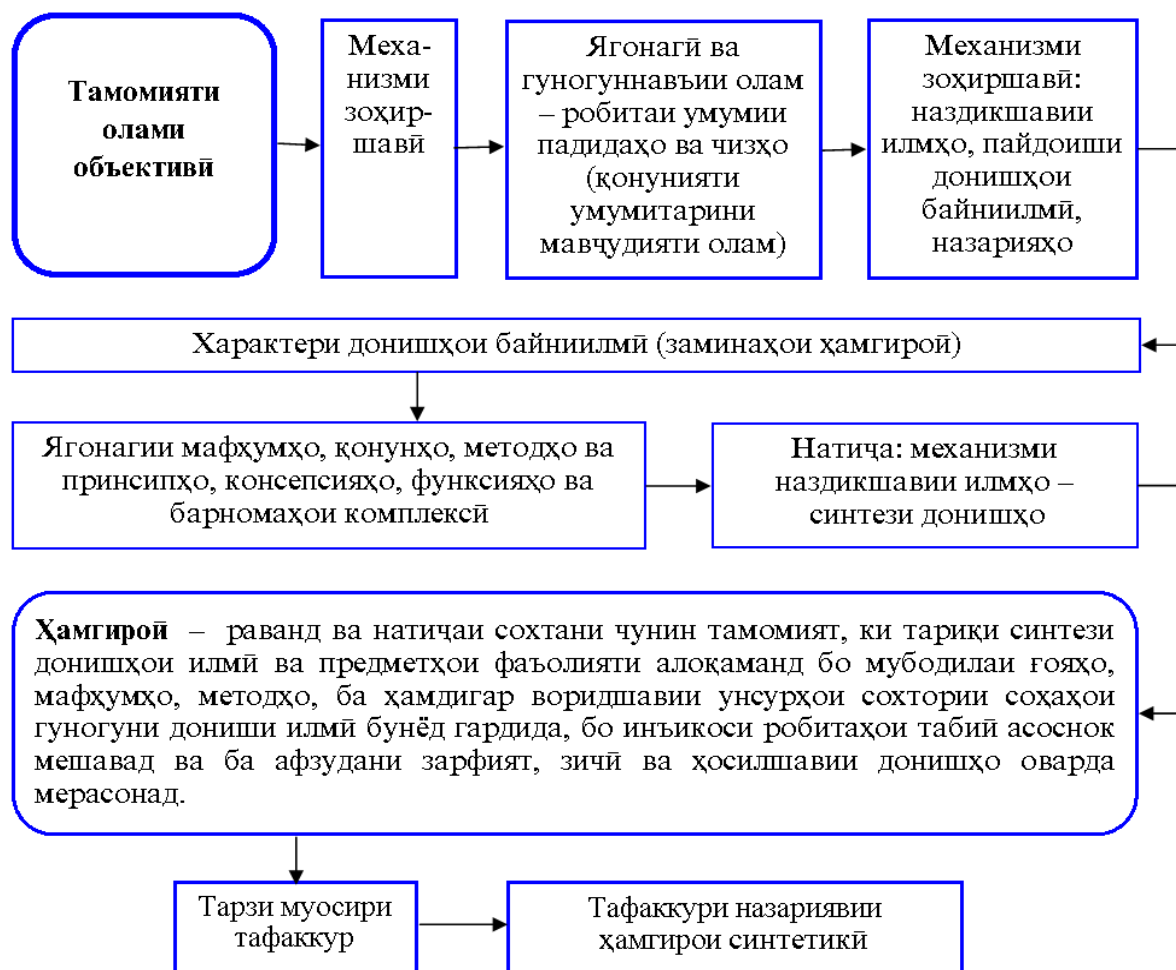 Тамомияти
олами
объективӣ
Меха-
низми
зоҳир-
шавӣ
Ягонагӣ ва
гуногуннавъии олам
– робитаи умумии
падидаҳо ва чизҳо
(қонунияти
умумитарини
мавҷудияти олам)
Механизми
зоҳиршавӣ:
наздикшавии
илмҳо, пайдоиши
донишҳои
байниилмӣ,
назарияҳо
Характери донишҳои байниилмӣ (заминаҳои ҳамгироӣ)
Ягонагии мафҳумҳо, қонунҳо, методҳо ва
принсипҳо, консепсияҳо, функсияҳо ва
барномаҳои комплексӣ
Натиҷа: механизми
наздикшавии илмҳо –
синтези донишҳо
Ҳамгироӣ – раванд ва натиҷаи сохтани чунин тамомият, ки тариқи синтези
донишҳои илмӣ ва предметҳои фаъолияти алоқаманд бо мубодилаи ғояҳо,
мафҳумҳо, методҳо, ба ҳамдигар воридшавии унсурҳои сохтории соҳаҳои
гуногуни дониши илмӣ бунёд гардида, бо инъикоси робитаҳои табиӣ асоснок
мешавад ва ба афзудани зарфият, зичӣ ва ҳосилшавии донишҳо оварда
мерасонад.
Тарзи муосири
тафаккур
Тафаккури назариявии
ҳамгирои синтетикӣ